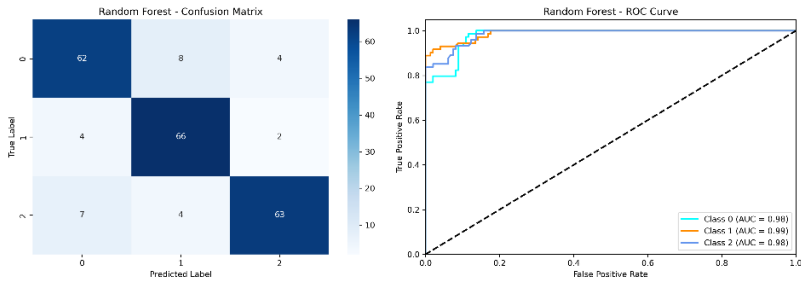 Random Forest - Confusion Matrix
0 62 8 4
1 4 66 2
2 7 4 63
0 1 2
True Label
Predicted Label
60
50
40
30
20
10
Random Forest - ROC Curve
1.0
0.8
0.6
0.4
0.2
0.0
0.0 0.2 0.4 0.6 0.8 1.0
True Positive Rate
False Positive Rate
Class 0 (AUC = 0.98)
Class 1 (AUC = 0.99)
Class 2 (AUC = 0.98)